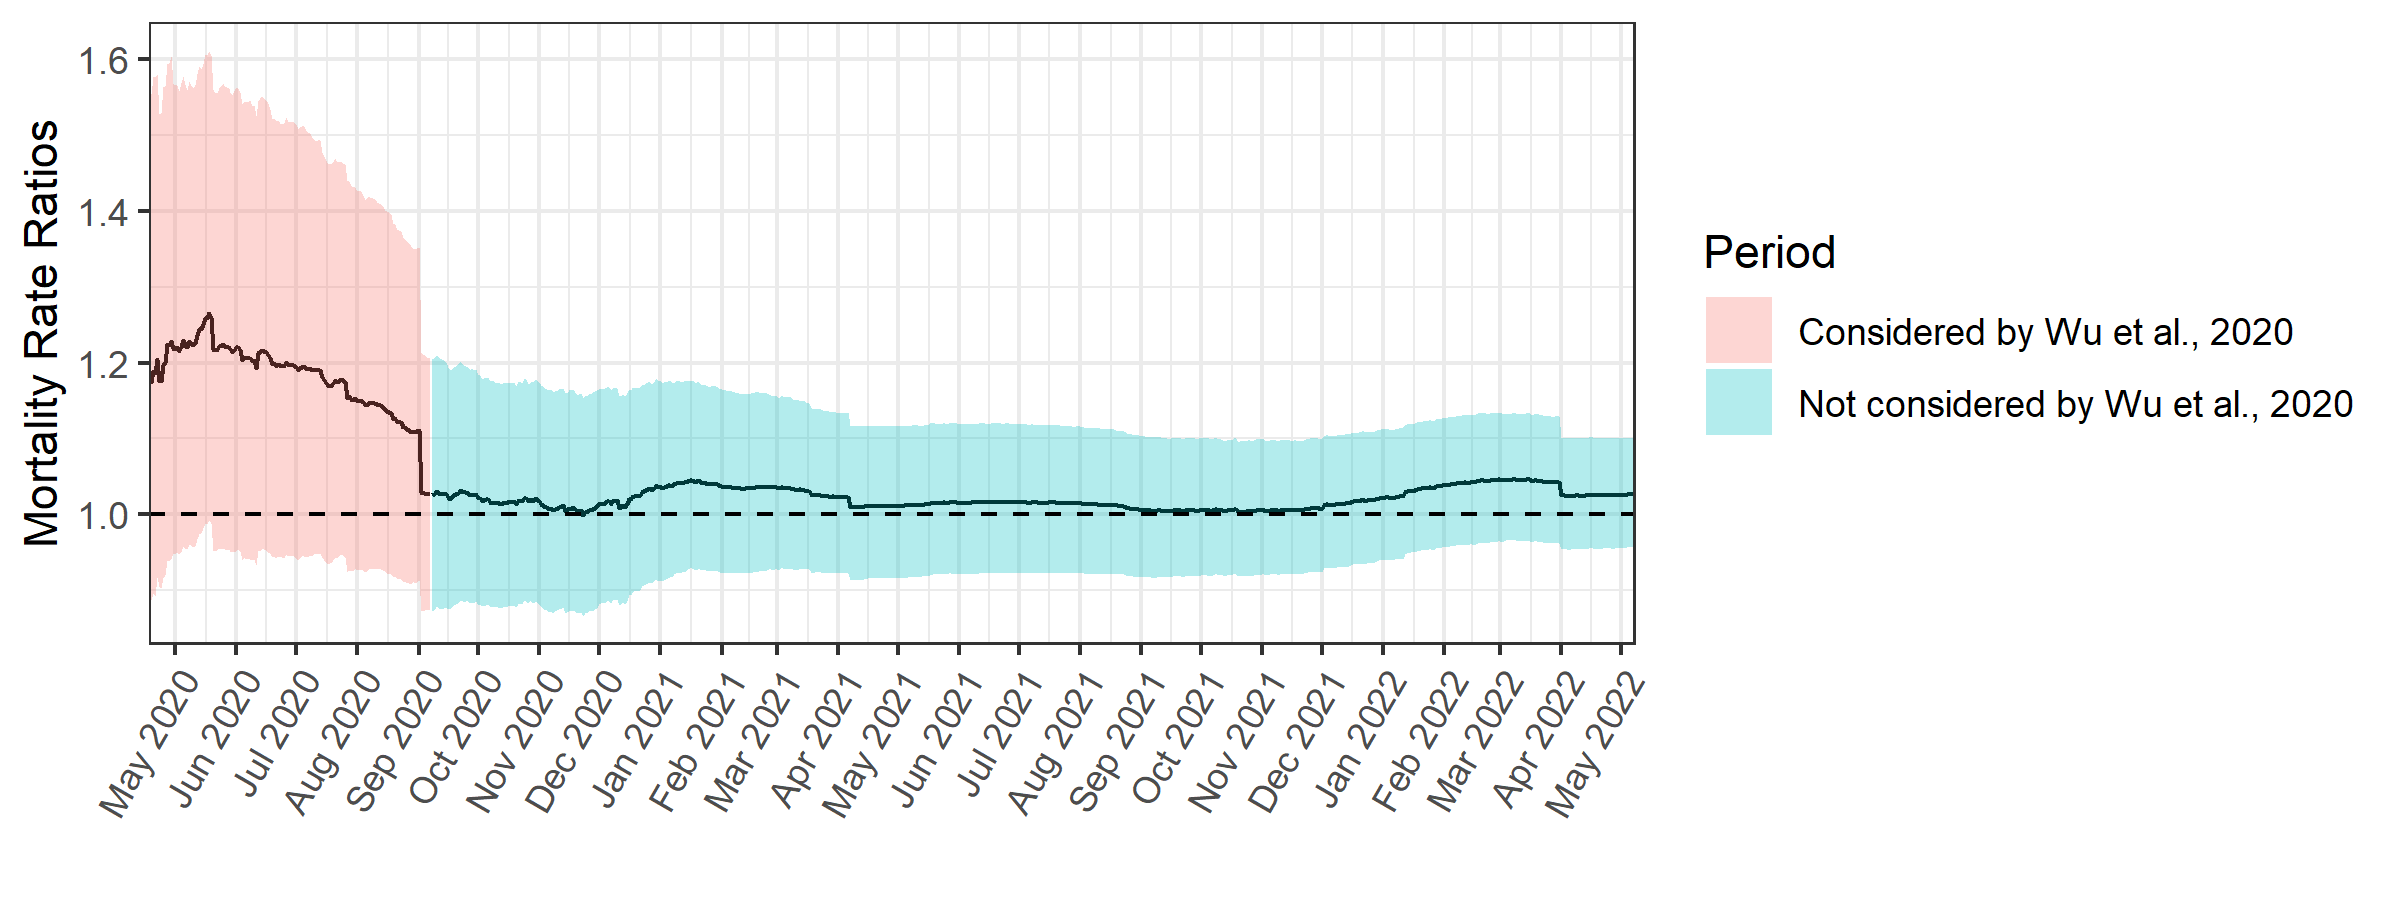 Mortality Rate Ratios
1.6
1.4
1.2
1.0
May 2020
Jun 2020
Jul 2020
Aug 2020
Sep 2020
Oct 2020
Nov 2020
Dec 2020
Jan 2021
Feb 2021
Mar 2021
Apr 2021
May 2021
Jun 2021
Jul 2021
Aug 2021
Sep 2021
Oct 2021
Nov 2021
Dec 2021
Jan 2022
Feb 2022
Mar 2022
Apr 2022
May 2022
Period
Considered by Wu et al., 2020
Not considered by Wu et al., 2020